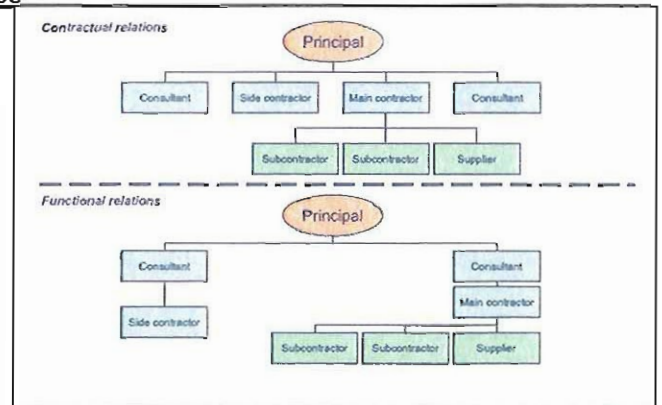 Contractual relations
Principal
Consultant Side contractor Main contractor Consultant
Subcontractor Subcontractor Supplier
Functional relations
Principal
Consultant Consultant
Main contractor
Side contractor
Subcontractor Subcontractor Supplier